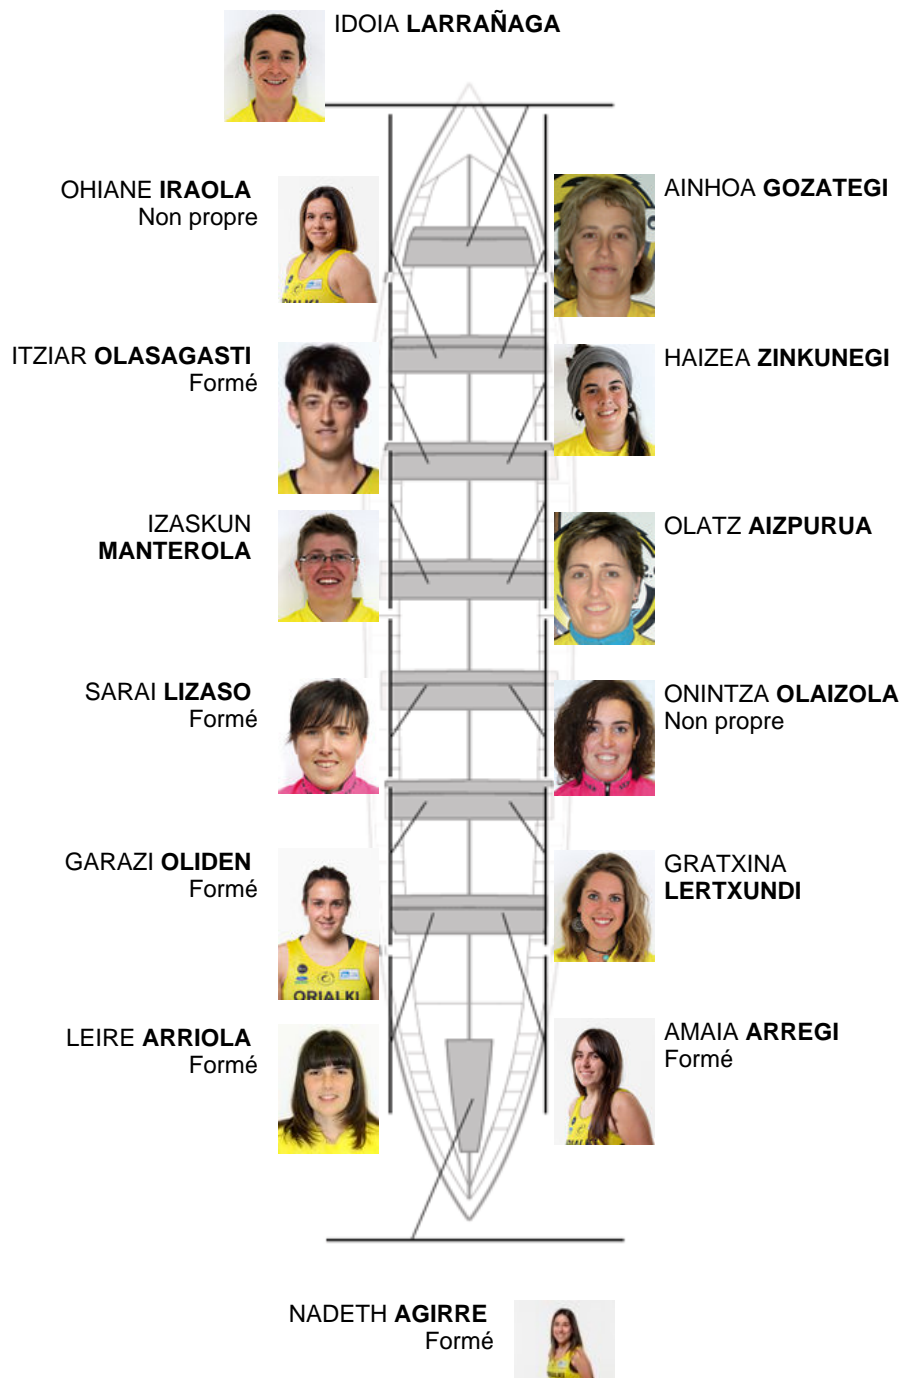 IDOIA LARRAÑAGA
OHIANE IRAOLA
Non propre
AINHOA GOZATEGI
ITZIAR OLASAGASTI
Formé
HAIZEA ZINKUNEGI
IZASKUN
MANTEROLA
OLATZ AIZPURUA
SARAI LIZASO
Formé
ONINTZA OLAIZOLA
Non propre
GARAZI OLIDEN
Formé
ORIALKI
GRATXINA
LERTXUNDI
LEIRE ARRIOLA
Formé
AMAIA ARREGI
Formé
NADETH AGIRRE
Formé